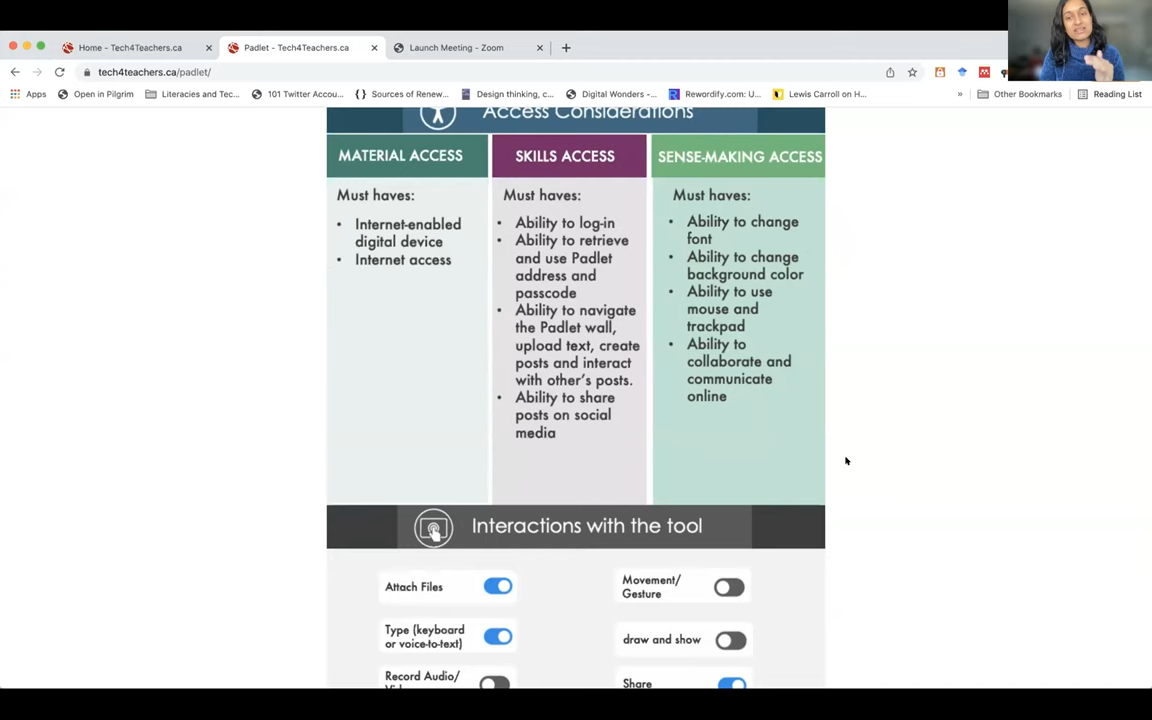 Home - Tech4Teachers.ca
Padlet - Tech4Teachers.ca
Launch Meeting - Zoom
tech4teachers.ca/padlet/
Apps
Open in Pilgrim
Literacies and Tec...
101 Twitter Accou...
Sources of Renew...
Design thinking, c...
Digital Wonders -...
Rewordify.com: U...
Lewis Carroll on H...
»
Other Bookmarks
Reading List
Access Considerations
MATERIAL ACCESS
Must haves:
• Internet-enabled
digital device
• Internet access
SKILLS ACCESS
Must haves:
• Ability to log-in
• Ability to retrieve
and use Padlet
address and
passcode
• Ability to navigate
the Padlet wall,
upload text, create
posts and interact
with other's posts.
• Ability to share
posts on social
media
SENSE-MAKING ACCESS
Must haves:
• Ability to change
font
• Ability to change
background color
• Ability to use
mouse and
trackpad
• Ability to
collaborate and
communicate
online
Interactions with the tool
Attach Files
Movement/
Gesture
Type (keyboard
or voice-to-text)
draw and show
Record Audio/
Share